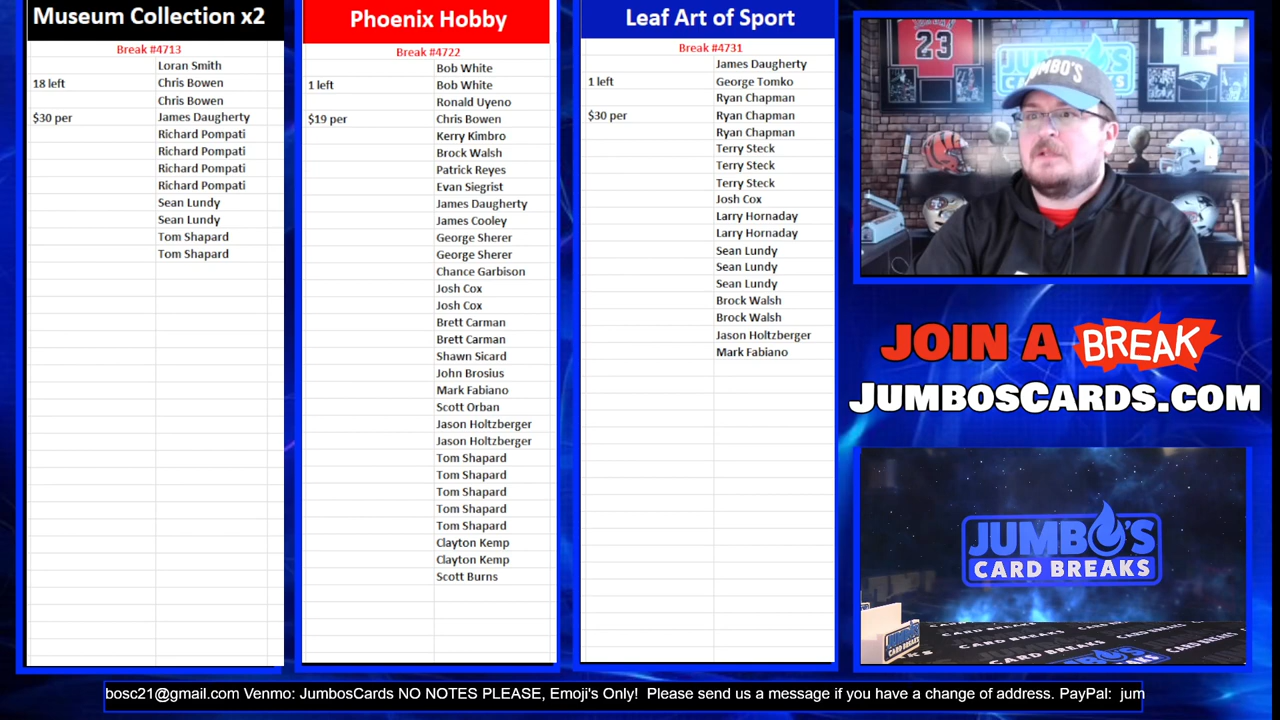 Museum Collection x2
Break #4713
Loran Smith
18 left Chris Bowen
Chris Bowen
$30 per James Daugherty
Richard Pompati
Richard Pompati
Richard Pompati
Richard Pompati
Sean Lundy
Sean Lundy
Tom Shapard
Tom Shapard
Phoenix Hobby
Break #4722
Bob White
1 left Bob White
Ronald Uyeno
$19 per Chris Bowen
Kerry Kimbro
Brock Walsh
Patrick Reyes
Evan Siegrist
James Daugherty
James Cooley
George Sherer
George Sherer
Chance Garbison
Josh Cox
Josh Cox
Brett Carman
Brett Carman
Shawn Sicard
John Brosius
Mark Fabiano
Scott Orban
Jason Holtzberger
Jason Holtzberger
Tom Shapard
Tom Shapard
Tom Shapard
Tom Shapard
Tom Shapard
Clayton Kemp
Clayton Kemp
Scott Burns
Leaf Art of Sport
Break #4731
James Daugherty
1 left George Tomko
Ryan Chapman
$30 per Ryan Chapman
Ryan Chapman
Terry Steck
Terry Steck
Terry Steck
Josh Cox
Larry Hornaday
Larry Hornaday
Sean Lundy
Sean Lundy
Sean Lundy
Brock Walsh
Brock Walsh
Jason Holtzberger
Mark Fabiano
23
12
JUMBO'S
JOIN A BREAK
JUMBOSCARDS.COM
JUMBO'S
CARD BREAKS
JUMBO'S
CARD BREAKS
CARD BREAKS
bosc21@gmail.com Venmo: JumbosCards NO NOTES PLEASE, Emoji's Only! Please send us a message if you have a change of address. PayPal: jum